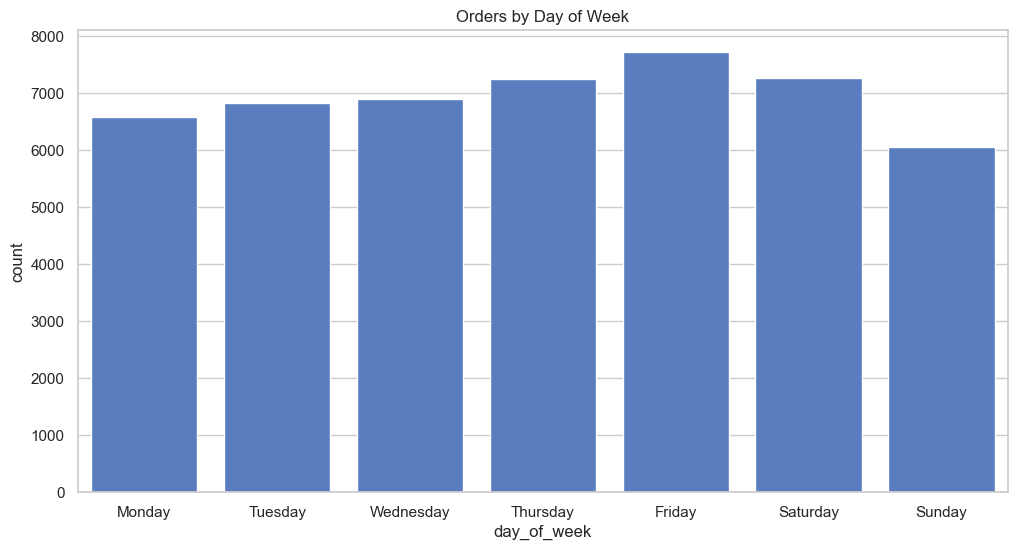 Orders by Day of Week
8000
7000
6000
5000
4000
3000
2000
1000
0
count
Monday Tuesday Wednesday Thursday Friday Saturday Sunday
day_of_week